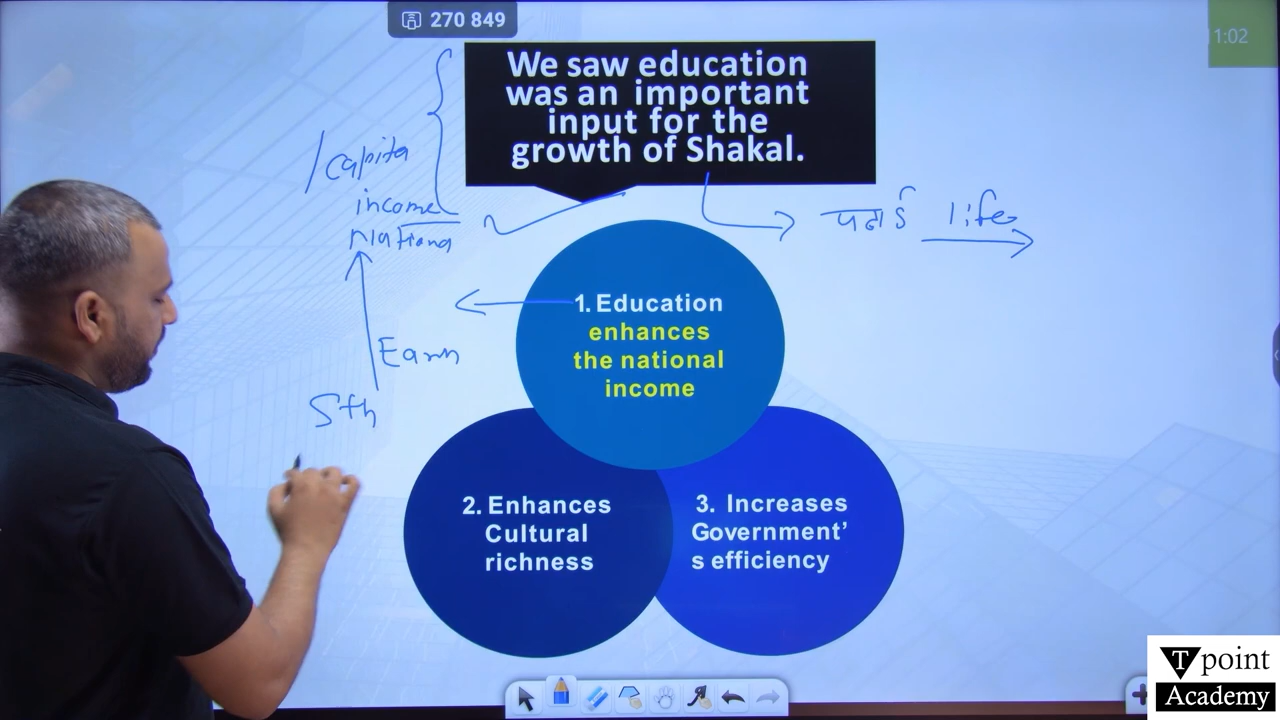 270 849
1:02
We saw education
was an important
input for the
growth of Shakal.
/capita
income
National
पढाई life
1. Education
enhances
the national
income
Earn
5th
2. Enhances
Cultural
richness
3. Increases
Government'
s efficiency
T point
Academy